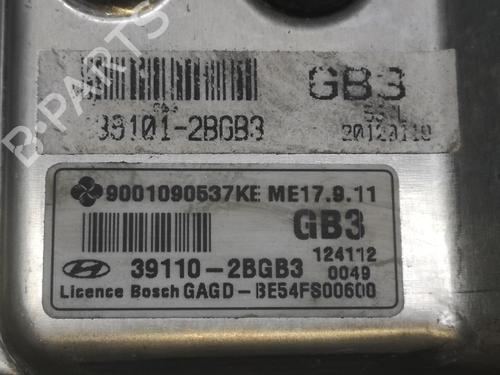 B-PARTS
GB3
39101-2BGB3
20120110
9001090537KE ME17.9.11
GB3
124112
39110-2BGB3
0049
Licence Bosch GAGD-BE54FS00600